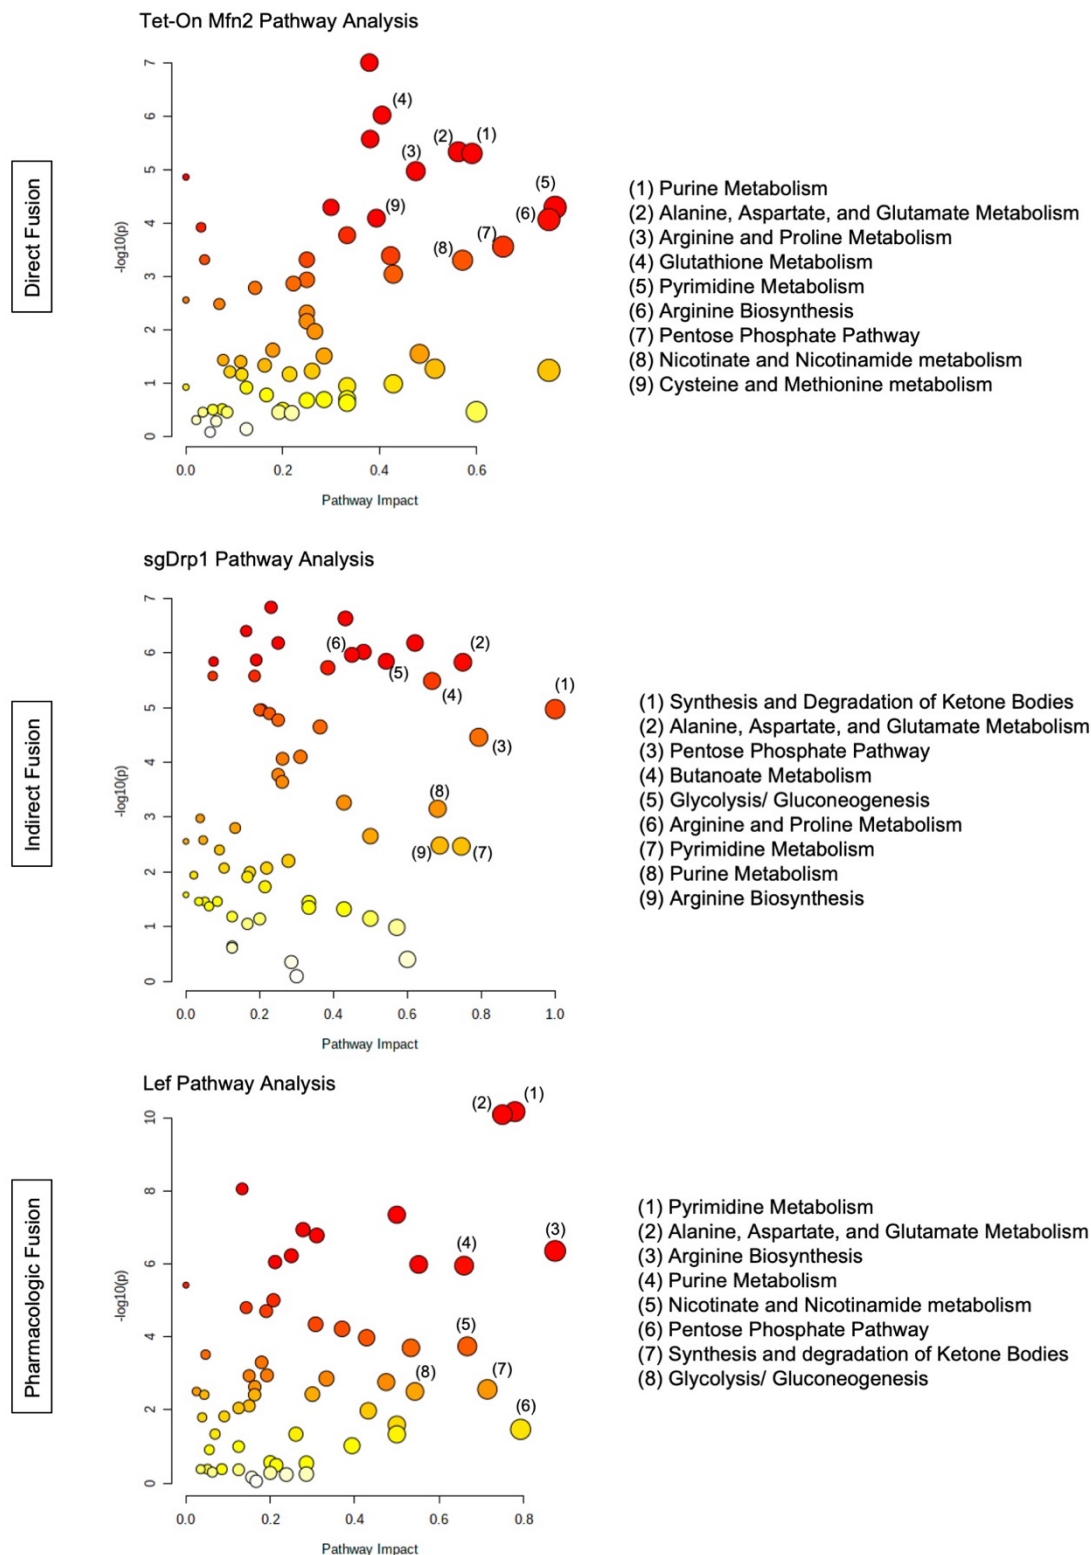 Tet-On Mfn2 Pathway Analysis
Direct Fusion
-log10(p)
7
6
5
4
3
2
1
0
(4)
(2)
(1)
(3)
(5)
(9)
(6)
(7)
(8)
0.0 0.2 0.4 0.6
Pathway Impact
(1) Purine Metabolism
(2) Alanine, Aspartate, and Glutamate Metabolism
(3) Arginine and Proline Metabolism
(4) Glutathione Metabolism
(5) Pyrimidine Metabolism
(6) Arginine Biosynthesis
(7) Pentose Phosphate Pathway
(8) Nicotinate and Nicotinamide metabolism
(9) Cysteine and Methionine metabolism
sgDrp1 Pathway Analysis
Indirect Fusion
-log10(p)
7
6
5
4
3
2
1
0
(6)
(2)
(5)
(4)
(1)
(3)
(8)
(9)
(7)
0.0 0.2 0.4 0.6 0.8 1.0
Pathway Impact
(1) Synthesis and Degradation of Ketone Bodies
(2) Alanine, Aspartate, and Glutamate Metabolism
(3) Pentose Phosphate Pathway
(4) Butanoate Metabolism
(5) Glycolysis/ Gluconeogenesis
(6) Arginine and Proline Metabolism
(7) Pyrimidine Metabolism
(8) Purine Metabolism
(9) Arginine Biosynthesis
Lef Pathway Analysis
Pharmacologic Fusion
-log10(p)
10
8
6
4
2
0
(2)
(1)
(4)
(3)
(5)
(8)
(7)
(6)
0.0 0.2 0.4 0.6 0.8
Pathway Impact
(1) Pyrimidine Metabolism
(2) Alanine, Aspartate, and Glutamate Metabolism
(3) Arginine Biosynthesis
(4) Purine Metabolism
(5) Nicotinate and Nicotinamide metabolism
(6) Pentose Phosphate Pathway
(7) Synthesis and degradation of Ketone Bodies
(8) Glycolysis/ Gluconeogenesis